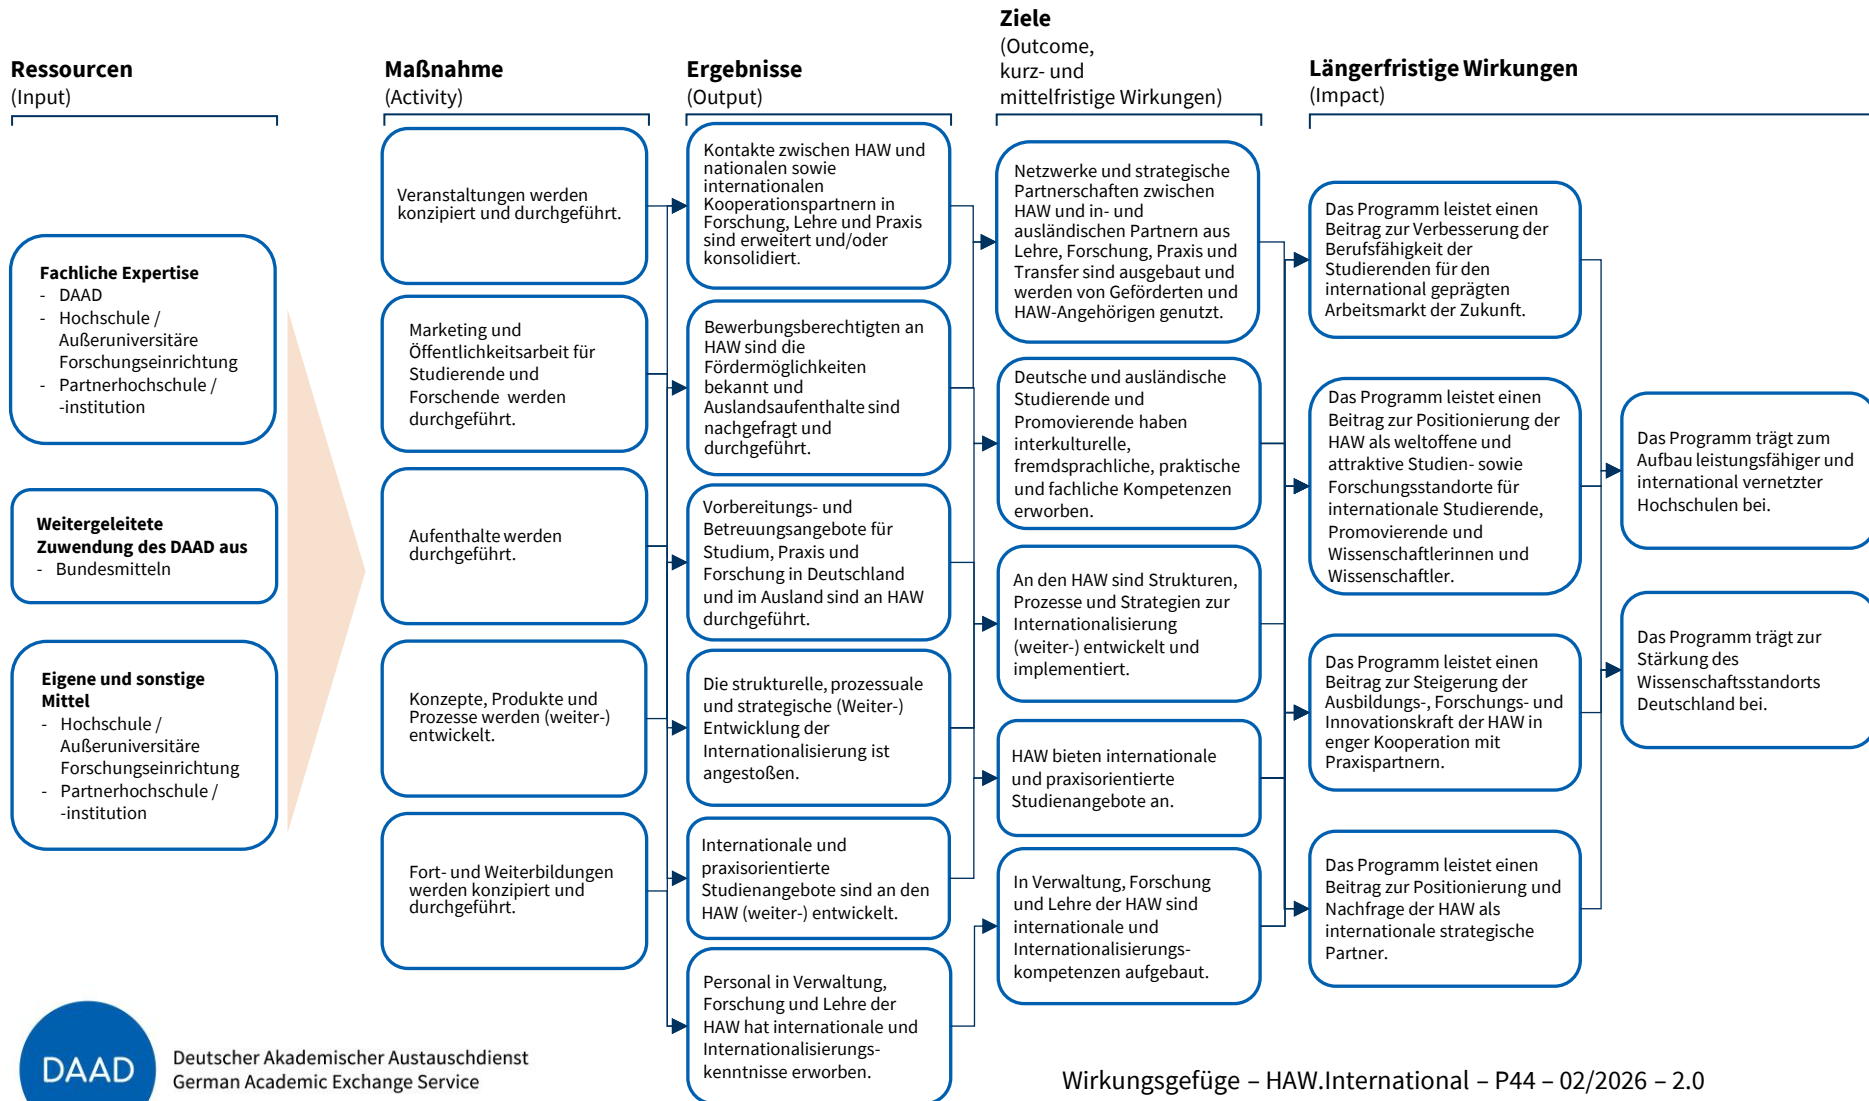 Ressourcen
(Input)
Fachliche Expertise
- DAAD
- Hochschule /
Außeruniversitäre
Forschungseinrichtung
- Partnerhochschule /
-institution
Weitergeleitete
Zuwendung des DAAD aus
- Bundesmitteln
Eigene und sonstige
Mittel
- Hochschule /
Außeruniversitäre
Forschungseinrichtung
- Partnerhochschule /
-institution
Maßnahme
(Activity)
Veranstaltungen werden
konzipiert und durchgeführt.
Marketing und
Öffentlichkeitsarbeit für
Studierende und
Forschende werden
durchgeführt.
Aufenthalte werden
durchgeführt.
Konzepte, Produkte und
Prozesse werden (weiter-)
entwickelt.
Fort- und Weiterbildungen
werden konzipiert und
durchgeführt.
Ergebnisse
(Output)
Kontakte zwischen HAW und
nationalen sowie
internationalen
Kooperationspartnern in
Forschung, Lehre und Praxis
sind erweitert und/oder
konsolidiert.
Bewerbungsberechtigten an
HAW sind die
Fördermöglichkeiten
bekannt und
Auslandsaufenthalte sind
nachgefragt und
durchgeführt.
Vorbereitungs- und
Betreuungsangebote für
Studium, Praxis und
Forschung in Deutschland
und im Ausland sind an HAW
durchgeführt.
Die strukturelle, prozessuale
und strategische (Weiter-)
Entwicklung der
Internationalisierung ist
angestoßen.
Internationale und
praxisorientierte
Studienangebote sind an den
HAW (weiter-) entwickelt.
Personal in Verwaltung,
Forschung und Lehre der
HAW hat internationale und
Internationalisierungs-
kenntnisse erworben.
Ziele
(Outcome,
kurz- und
mittelfristige Wirkungen)
Netzwerke und strategische
Partnerschaften zwischen
HAW und in- und
ausländischen Partnern aus
Lehre, Forschung, Praxis und
Transfer sind ausgebaut und
werden von Geförderten und
HAW-Angehörigen genutzt.
Deutsche und ausländische
Studierende und
Promovierende haben
interkulturelle,
fremdsprachliche, praktische
und fachliche Kompetenzen
erworben.
An den HAW sind Strukturen,
Prozesse und Strategien zur
Internationalisierung
(weiter-) entwickelt und
implementiert.
HAW bieten internationale
und praxisorientierte
Studienangebote an.
In Verwaltung, Forschung
und Lehre der HAW sind
internationale und
Internationalisierungs-
kompetenzen aufgebaut.
Längerfristige Wirkungen
(Impact)
Das Programm leistet einen
Beitrag zur Verbesserung der
Berufsfähigkeit der
Studierenden für den
international geprägten
Arbeitsmarkt der Zukunft.
Das Programm leistet einen
Beitrag zur Positionierung der
HAW als weltoffene und
attraktive Studien- sowie
Forschungsstandorte für
internationale Studierende,
Promovierende und
Wissenschaftlerinnen und
Wissenschaftler.
Das Programm leistet einen
Beitrag zur Steigerung der
Ausbildungs-, Forschungs- und
Innovationskraft der HAW in
enger Kooperation mit
Praxispartnern.
Das Programm leistet einen
Beitrag zur Positionierung und
Nachfrage der HAW als
internationale strategische
Partner.
Das Programm trägt zum
Aufbau leistungsfähiger und
international vernetzter
Hochschulen bei.
Das Programm trägt zur
Stärkung des
Wissenschaftsstandorts
Deutschland bei.
DAAD
Deutscher Akademischer Austauschdienst
German Academic Exchange Service
Wirkungsgefüge – HAW.International – P44 – 02/2026 – 2.0